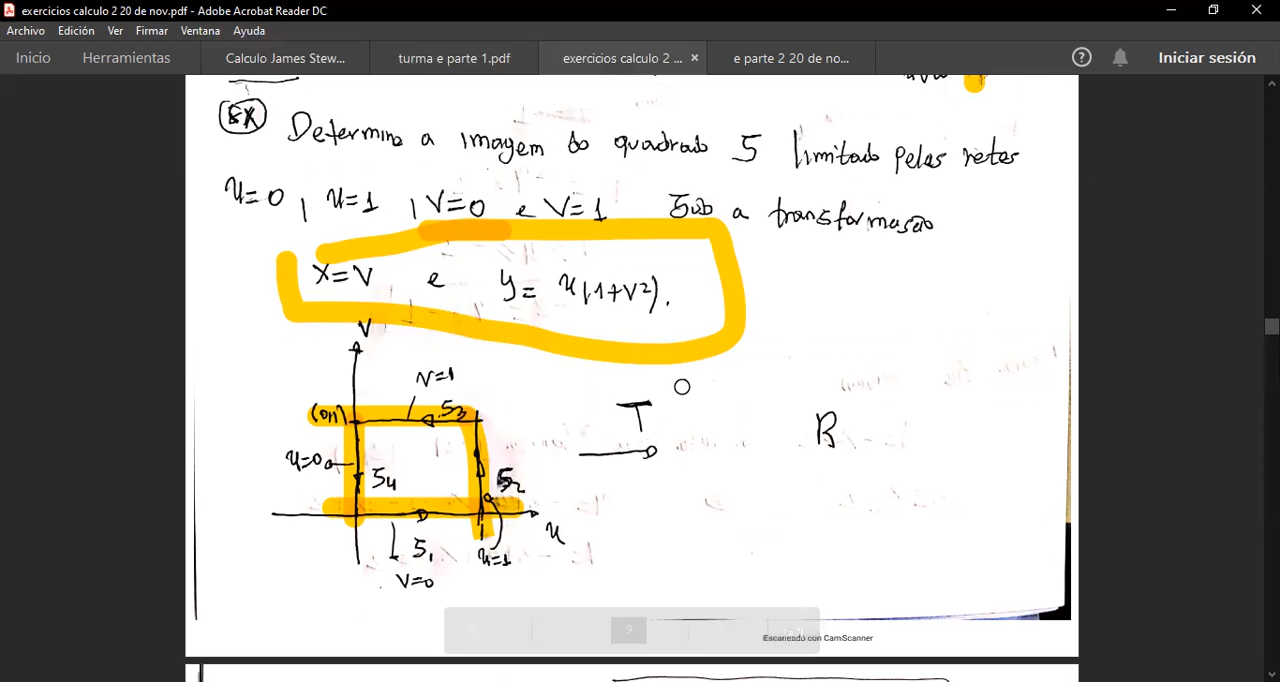 exercicios calculo 2 20 de nov.pdf - Adobe Acrobat Reader DC
Archivo Edición Ver Firmar Ventana Ayuda
Inicio Herramientas Calculo James Stew... turma e parte 1.pdf exercicios calculo 2 ... × e parte 2 20 de no... Iniciar sesión
EX Determine a imagem do quadrado S limitado pelas retas
u=0, u=1, v=0 e v=1 Sob a transformação
x=v e y= u(1+v²).
v
v=1
(0,1) S3
T
R
u=0
S4 S2
u
S1 u=1
v=0
9
Escaneado con CamScanner